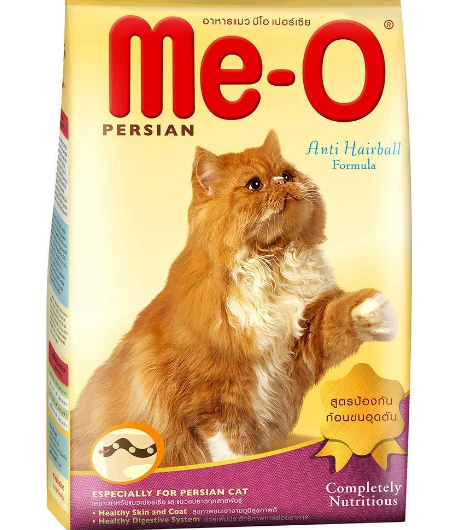 อาหารแมว มีโอ เปอร์เซีย
me-O®
PERSIAN
Anti Hairball
Formula
สูตรป้องกัน
ก้อนขนอุดตัน
ESPECIALLY FOR PERSIAN CAT
• Healthy Skin and Coat
• Healthy Digestive System
Completely
Nutritious